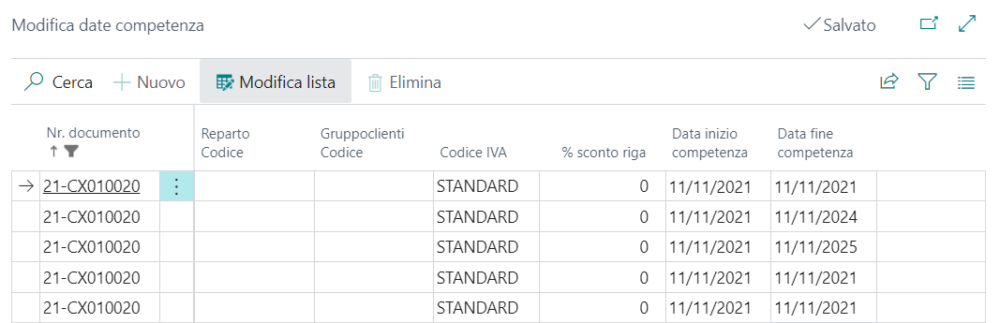 Modifica date competenza
Salvato
Cerca Nuovo Modifica lista Elimina
Nr. documento Reparto Codice Gruppoclienti Codice Codice IVA % sconto riga Data inizio competenza Data fine competenza
21-CX010020 STANDARD 0 11/11/2021 11/11/2021
21-CX010020 STANDARD 0 11/11/2021 11/11/2024
21-CX010020 STANDARD 0 11/11/2021 11/11/2025
21-CX010020 STANDARD 0 11/11/2021 11/11/2021
21-CX010020 STANDARD 0 11/11/2021 11/11/2021